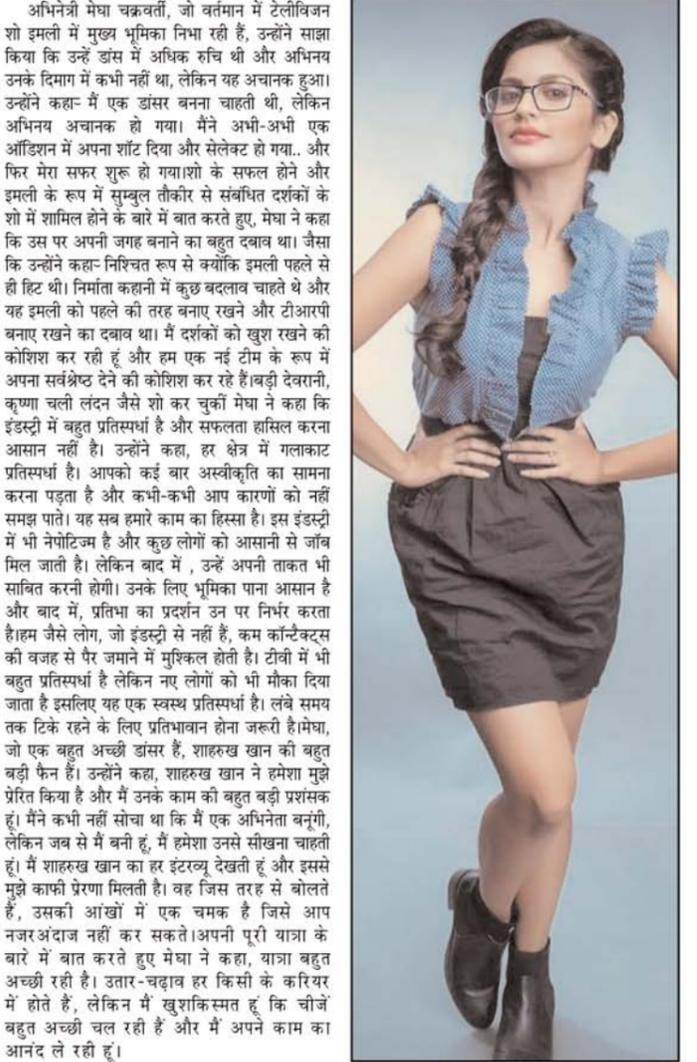 अभिनेत्री मेघा चक्रवर्ती, जो वर्तमान में टेलीविजन
शो इमली में मुख्य भूमिका निभा रही हैं, उन्होंने साझा
किया कि उन्हें डांस में अधिक रुचि थी और अभिनय
उनके दिमाग में कभी नहीं था, लेकिन यह अचानक हुआ।
उन्होंने कहा- मैं एक डांसर बनना चाहती थी, लेकिन
अभिनय अचानक हो गया। मैंने अभी-अभी एक
ऑडिशन में अपना शॉट दिया और सेलेक्ट हो गया.. और
फिर मेरा सफर शुरू हो गया।शो के सफल होने और
इमली के रूप में सुम्बुल तौकीर से संबंधित दर्शकों के
शो में शामिल होने के बारे में बात करते हुए, मेघा ने कहा
कि उस पर अपनी जगह बनाने का बहुत दबाव था। जैसा
कि उन्होंने कहा- निश्चित रूप से क्योंकि इमली पहले से
ही हिट थी। निर्माता कहानी में कुछ बदलाव चाहते थे और
यह इमली को पहले की तरह बनाए रखने और टीआरपी
बनाए रखने का दबाव था। मैं दर्शकों को खुश रखने की
कोशिश कर रही हूं और हम एक नई टीम के रूप में
अपना सर्वश्रेष्ठ देने की कोशिश कर रहे हैं।बड़ी देवरानी,
कृष्णा चली लंदन जैसे शो कर चुकीं मेघा ने कहा कि
इंडस्ट्री में बहुत प्रतिस्पर्धा है और सफलता हासिल करना
आसान नहीं है। उन्होंने कहा, हर क्षेत्र में गलाकाट
प्रतिस्पर्धा है। आपको कई बार अस्वीकृति का सामना
करना पड़ता है और कभी-कभी आप कारणों को नहीं
समझ पाते। यह सब हमारे काम का हिस्सा है। इस इंडस्ट्री
में भी नेपोटिज्म है और कुछ लोगों को आसानी से जॉब
मिल जाती है। लेकिन बाद में , उन्हें अपनी ताकत भी
साबित करनी होगी। उनके लिए भूमिका पाना आसान है
और बाद में, प्रतिभा का प्रदर्शन उन पर निर्भर करता
है।हम जैसे लोग, जो इंडस्ट्री से नहीं हैं, कम कॉन्टैक्ट्स
की वजह से पैर जमाने में मुश्किल होती है। टीवी में भी
बहुत प्रतिस्पर्धा है लेकिन नए लोगों को भी मौका दिया
जाता है इसलिए यह एक स्वस्थ प्रतिस्पर्धा है। लंबे समय
तक टिके रहने के लिए प्रतिभावान होना जरूरी है।मेघा,
जो एक बहुत अच्छी डांसर हैं, शाहरुख खान की बहुत
बड़ी फैन हैं। उन्होंने कहा, शाहरुख खान ने हमेशा मुझे
प्रेरित किया है और मैं उनके काम की बहुत बड़ी प्रशंसक
हूं। मैंने कभी नहीं सोचा था कि मैं एक अभिनेता बनूंगी,
लेकिन जब से मैं बनी हूं, मैं हमेशा उनसे सीखना चाहती
हूं। मैं शाहरुख खान का हर इंटरव्यू देखती हूं और इससे
मुझे काफी प्रेरणा मिलती है। वह जिस तरह से बोलते
हैं, उसकी आंखों में एक चमक है जिसे आप
नजरअंदाज नहीं कर सकते।अपनी पूरी यात्रा के
बारे में बात करते हुए मेघा ने कहा, यात्रा बहुत
अच्छी रही है। उतार-चढ़ाव हर किसी के करियर
में होते हैं, लेकिन मैं खुशकिस्मत हूं कि चीजें
बहुत अच्छी चल रही हैं और मैं अपने काम का
आनंद ले रही हूं।